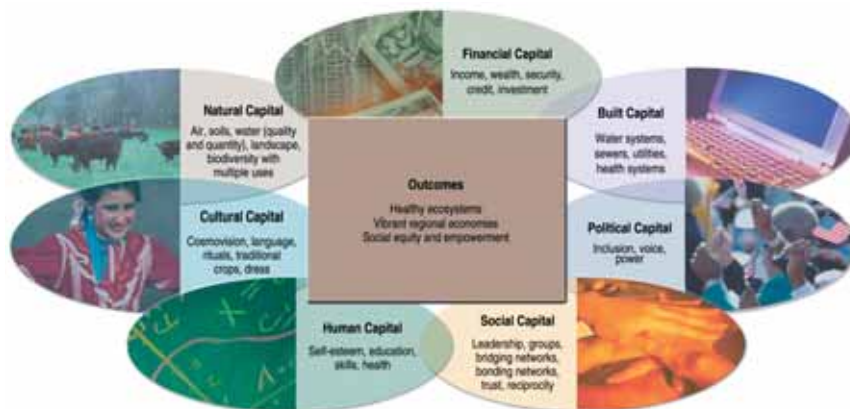 Financial Capital
Income, wealth, security,
credit, investment
Natural Capital
Air, soils, water (quality
and quantity), landscape,
biodiversity with
multiple uses
Built Capital
Water systems,
sewers, utilities,
health systems
Outcomes
Healthy ecosystems
Vibrant regional economies
Social equity and empowerment
Cultural Capital
Cosmovision, language,
rituals, traditional
crops, dress
Political Capital
Inclusion, voice,
power
Human Capital
Self-esteem, education,
skills, health
Social Capital
Leadership, groups,
bridging networks,
bonding networks,
trust, reciprocity